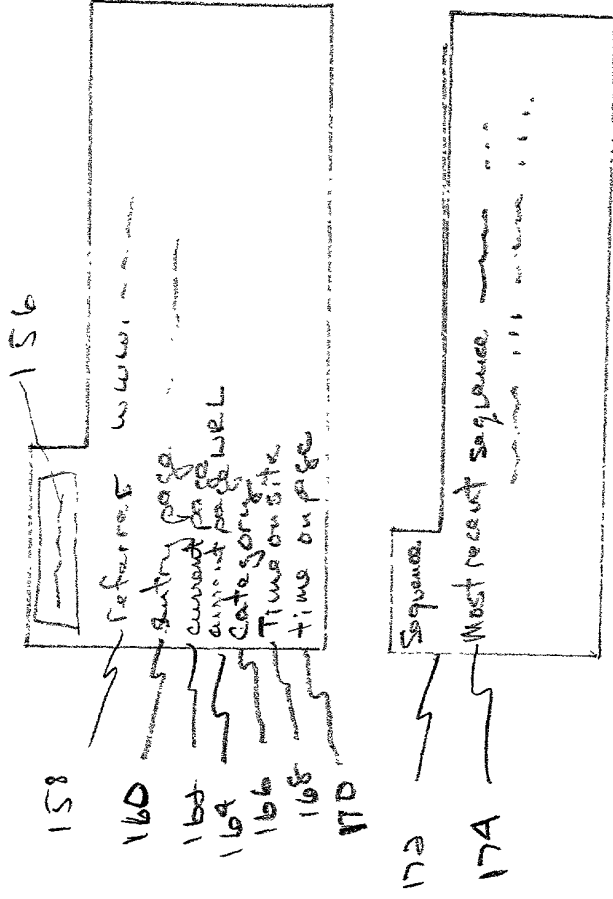 156
158 referrer www.
160 entry page
162 current page
164 current page URL
166 Category
168 Time on site
170 time on page
172 Sequence
174 Most recent sequence